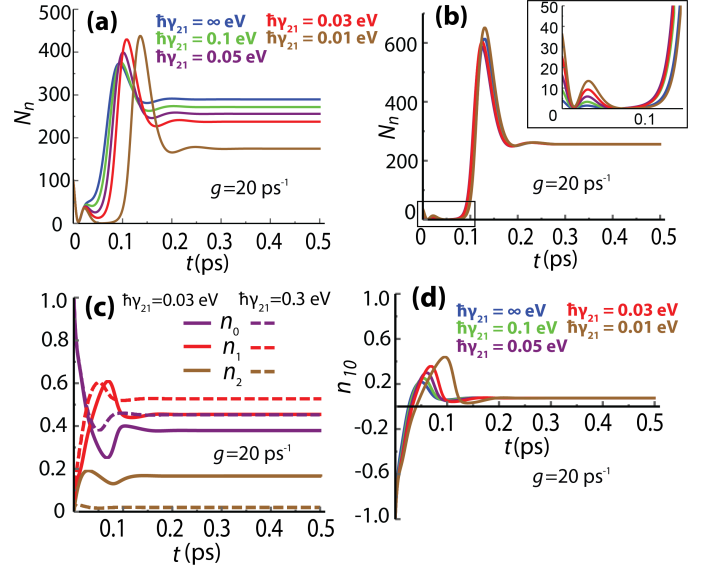 (a)
ħγ₂₁ = ∞ eV ħγ₂₁ = 0.03 eV
ħγ₂₁ = 0.1 eV ħγ₂₁ = 0.01 eV
ħγ₂₁ = 0.05 eV
Nₙ
500
400
300
200
100
0
g=20 ps⁻¹
0 0.1 0.2 0.3 0.4 0.5
t (ps)
(b)
Nₙ
600
400
200
0
50
40
30
20
10
0
0.1
g=20 ps⁻¹
0 0.1 0.2 0.3 0.4 0.5
t (ps)
(c)
ħγ₂₁=0.03 eV ħγ₂₁=0.3 eV
n₀
n₁
n₂
1.0
0.8
0.6
0.4
0.2
0
g=20 ps⁻¹
0.1 0.2 0.3 0.4 0.5
t (ps)
(d)
ħγ₂₁ = ∞ eV ħγ₂₁ = 0.03 eV
ħγ₂₁ = 0.1 eV ħγ₂₁ = 0.01 eV
ħγ₂₁ = 0.05 eV
n₁₀
1.0
0.6
0.2
-0.2
-0.6
-1.0
0.1 0.2 0.3 0.4 0.5
t (ps)
g=20 ps⁻¹